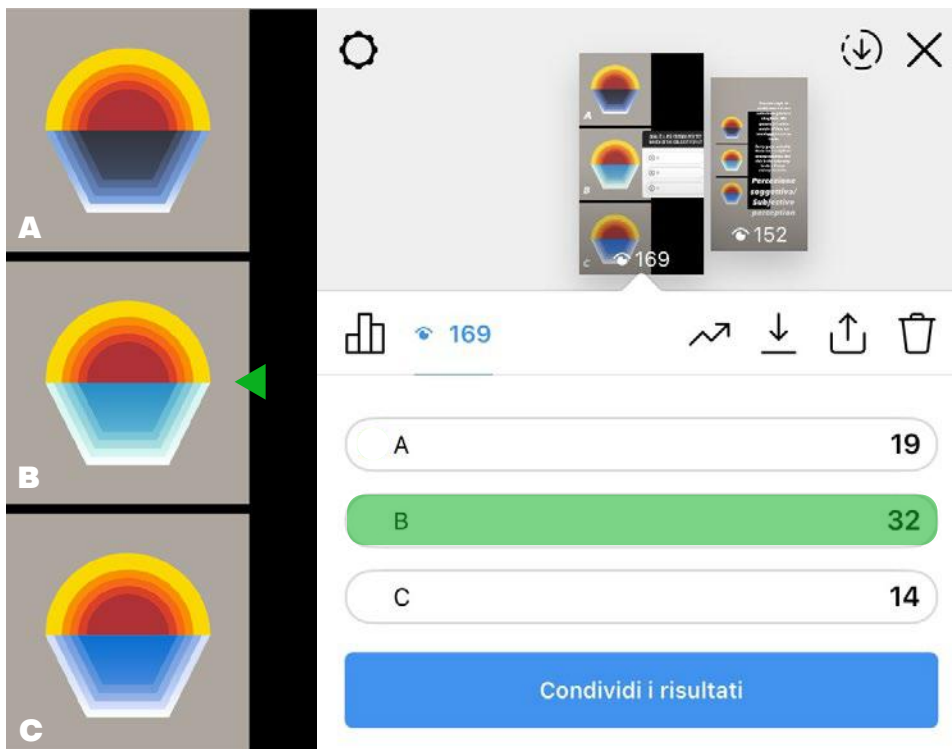 A
B
C
A
B
C
169
Percezione
soggettiva/
Subjective
perception
152
169
A 19
B 32
C 14
Condividi i risultati